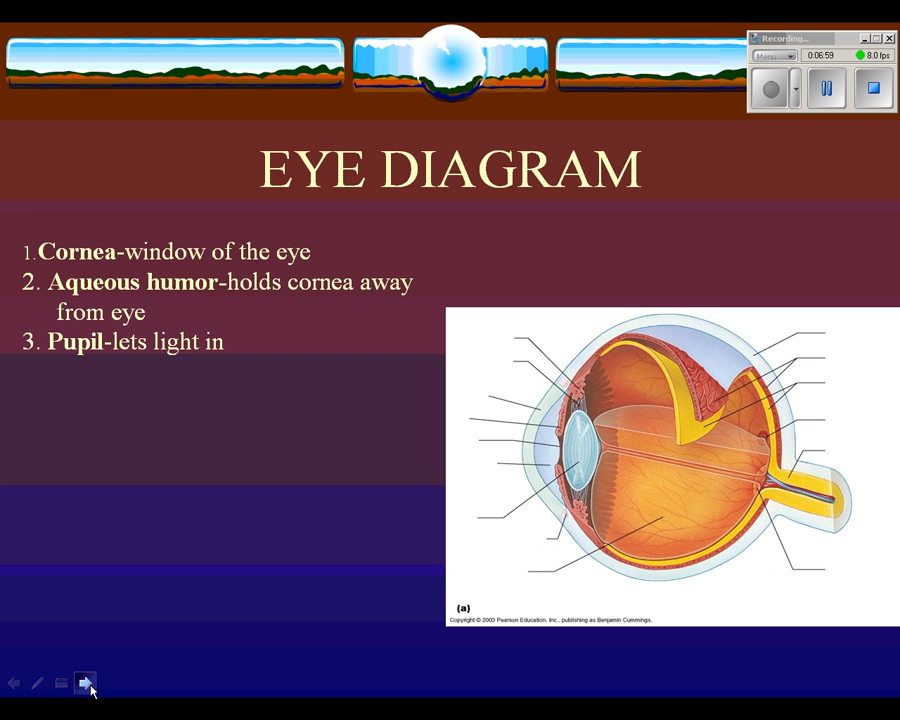 Recording...
Menu
0:06:59
8.0 fps
EYE DIAGRAM
1.Cornea-window of the eye
2. Aqueous humor-holds cornea away
from eye
3. Pupil-lets light in
(a)
Copyright © 2003 Pearson Education, Inc., publishing as Benjamin Cummings.